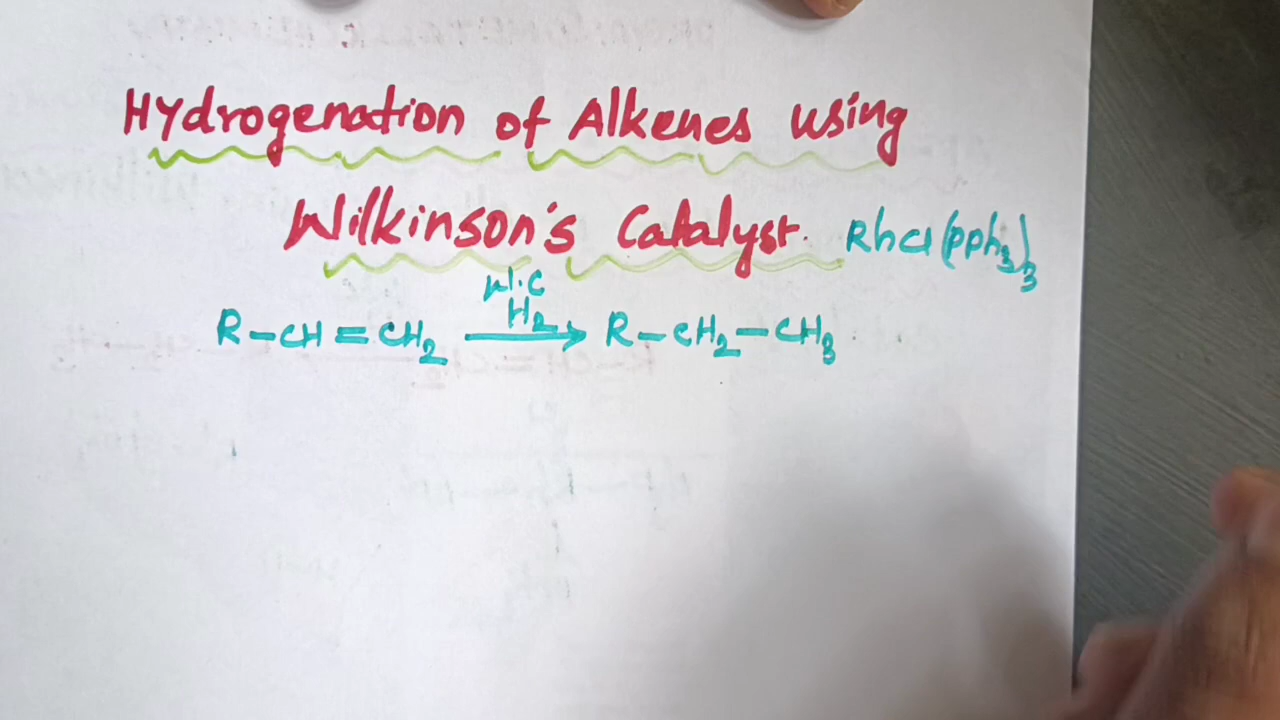 Hydrogenation of Alkenes using
Wilkinson's Catalyst. RhCl(pph₃)₃
W.C
H₂
R-CH=CH₂ → R-CH₂-CH₃